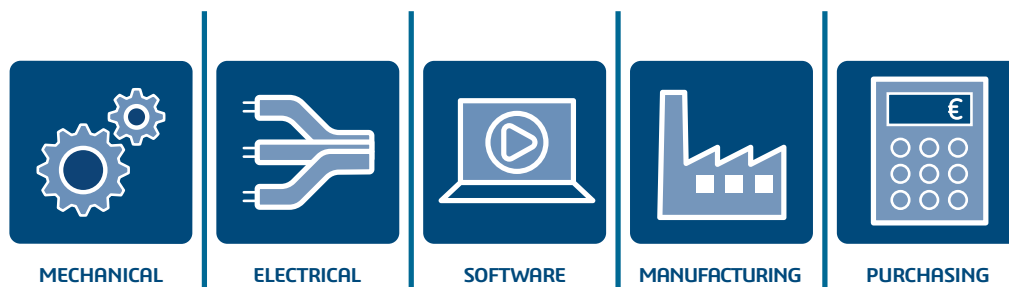 €
MECHANICAL
ELECTRICAL
SOFTWARE
MANUFACTURING
PURCHASING